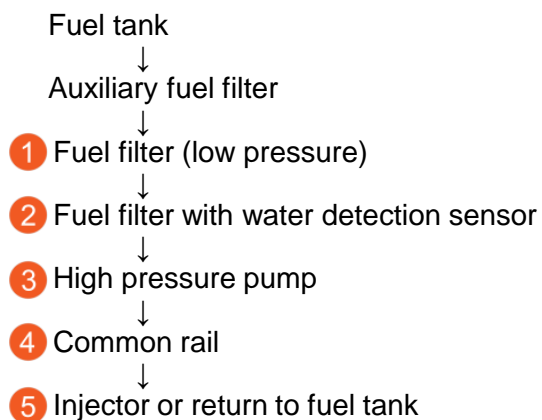 Fuel tank
↓
Auxiliary fuel filter
↓
1 Fuel filter (low pressure)
↓
2 Fuel filter with water detection sensor
↓
3 High pressure pump
↓
4 Common rail
↓
5 Injector or return to fuel tank